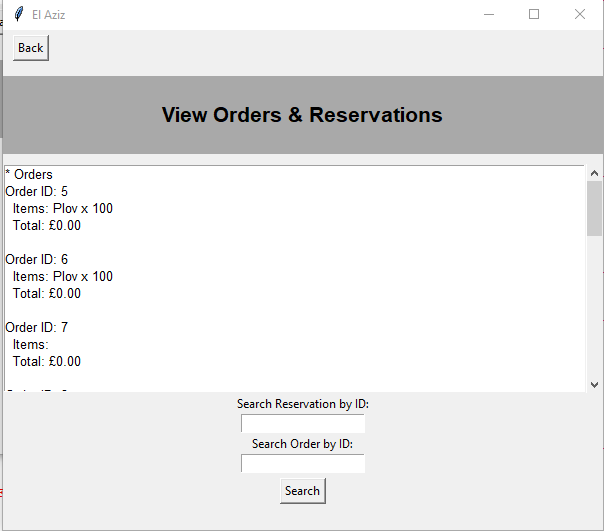 El Aziz
Back
View Orders & Reservations
* Orders
Order ID: 5
Items: Plov x 100
Total: £0.00
Order ID: 6
Items: Plov x 100
Total: £0.00
Order ID: 7
Items:
Total: £0.00
Search Reservation by ID:
Search Order by ID:
Search